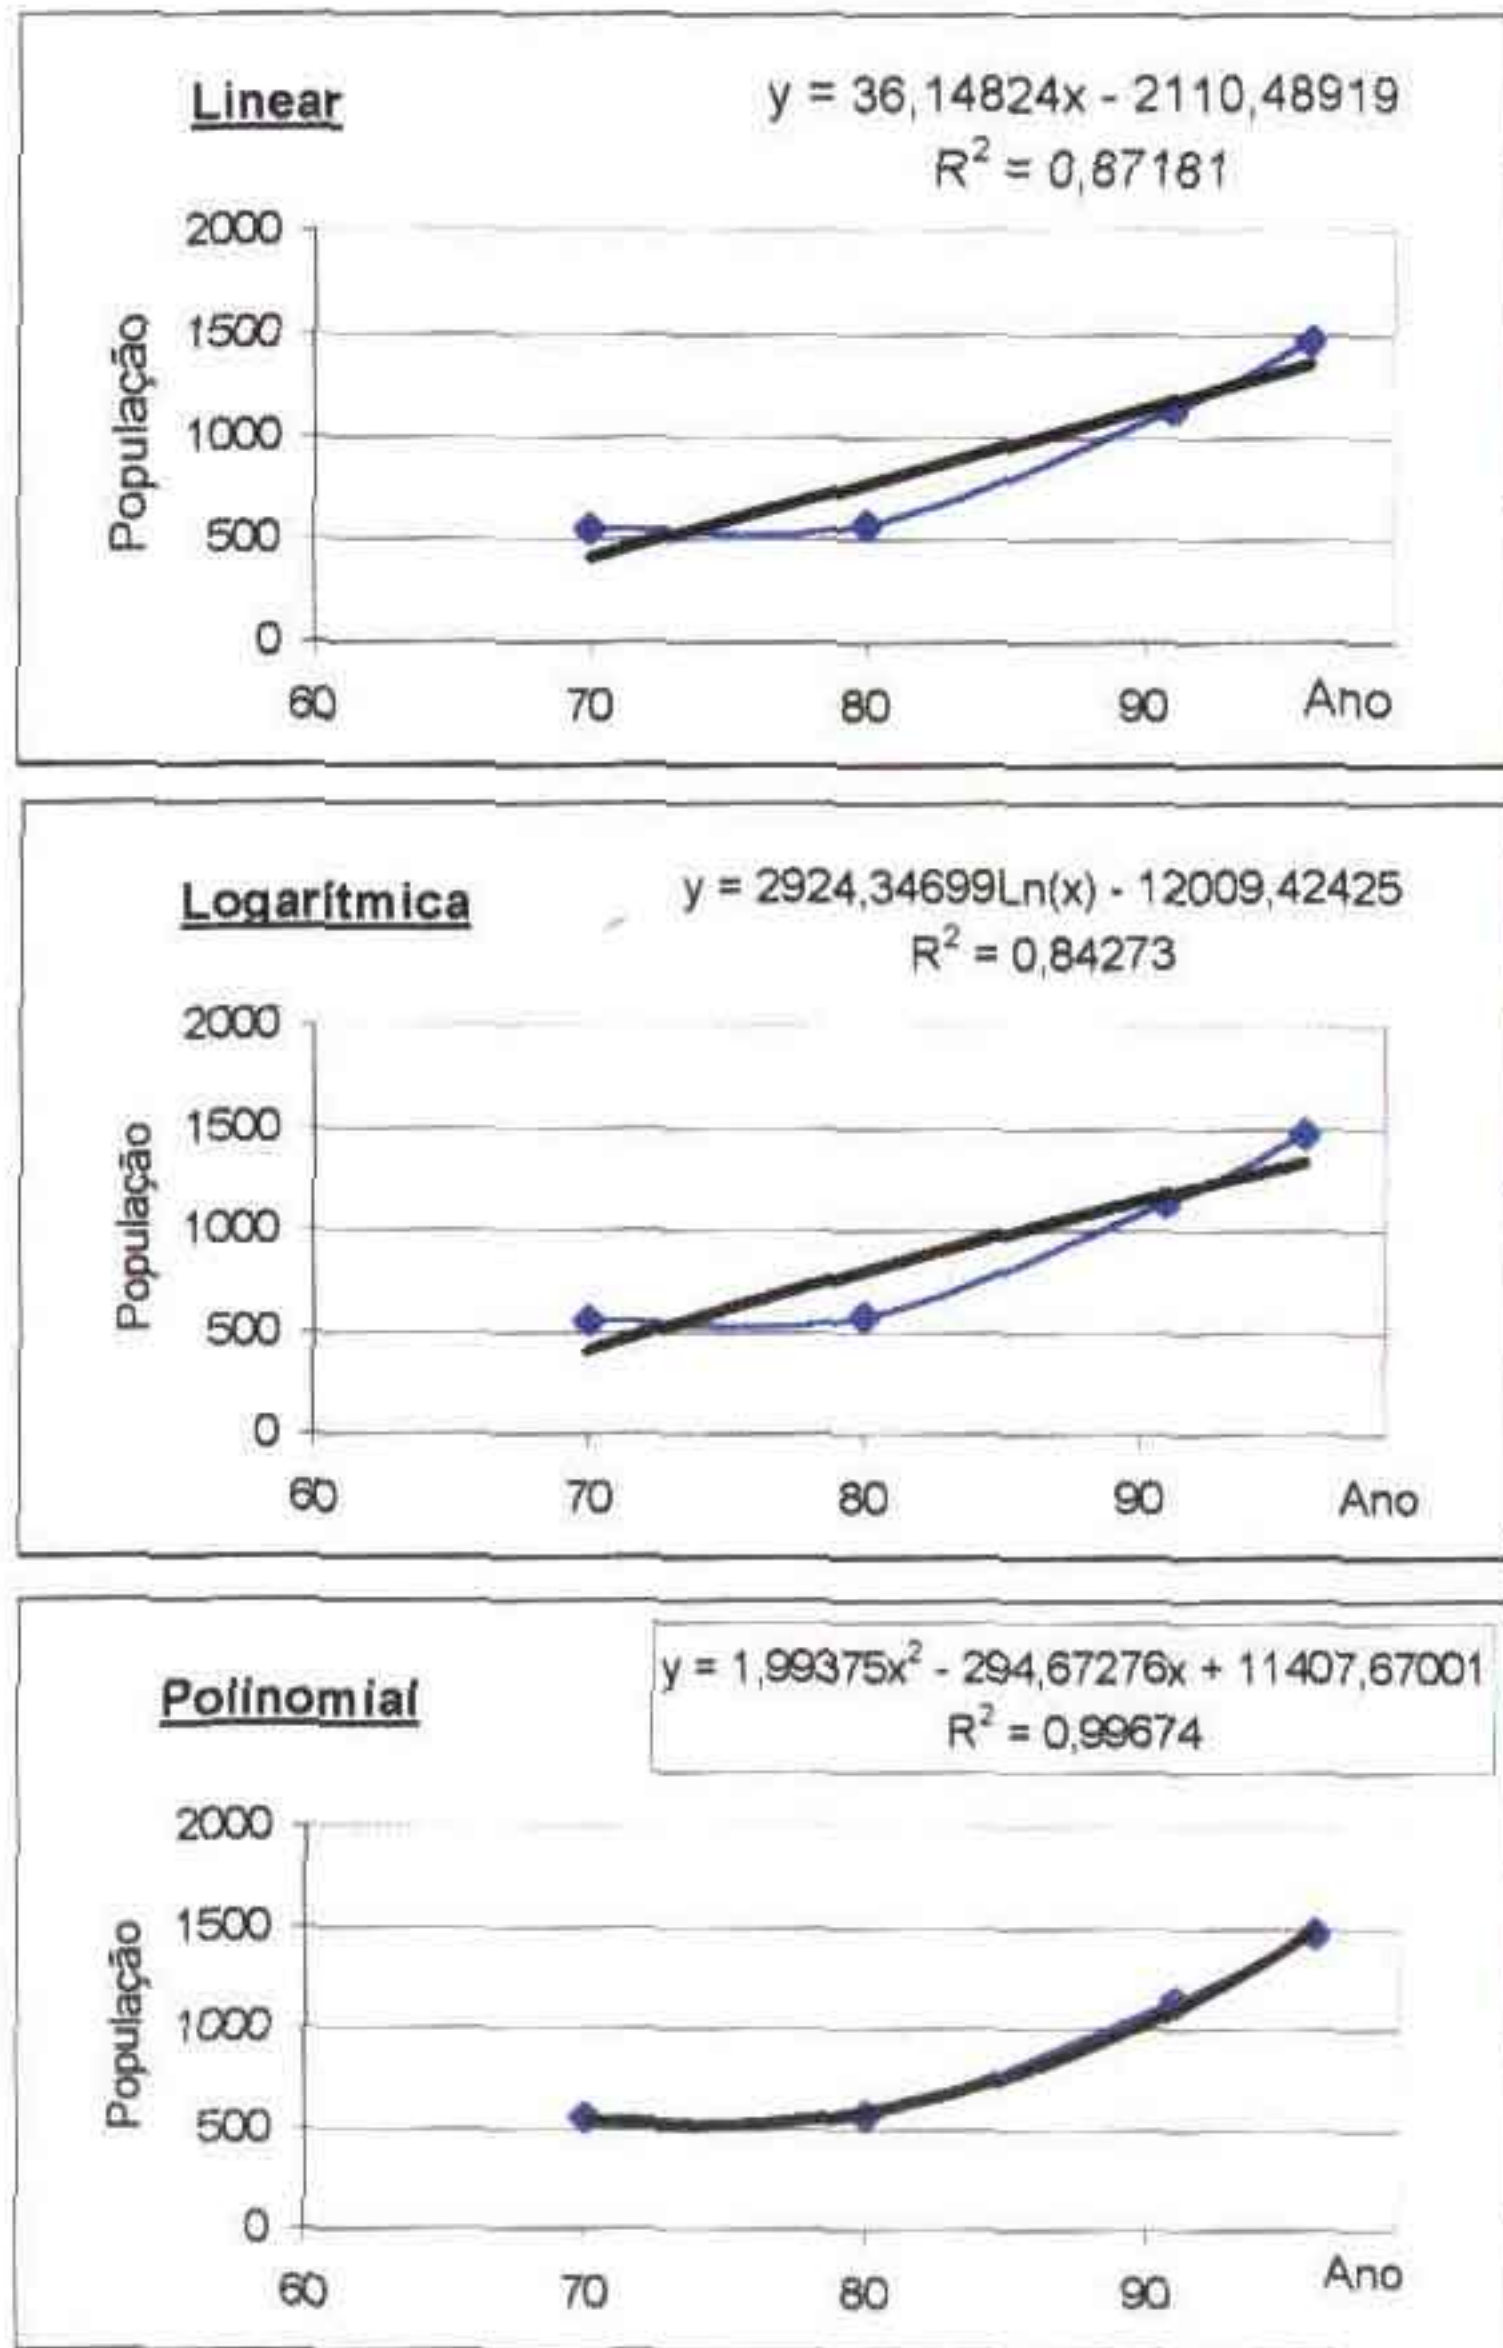 Linear
y = 36,14824x - 2110,48919
R² = 0,87181
2000
1500
1000
500
0
População
60 70 80 90 Ano
Logarítmica
y = 2924,34699Ln(x) - 12009,42425
R² = 0,84273
2000
1500
1000
500
0
População
60 70 80 90 Ano
Polinomial
y = 1,99375x² - 294,67276x + 11407,67001
R² = 0,99674
2000
1500
1000
500
0
População
60 70 80 90 Ano